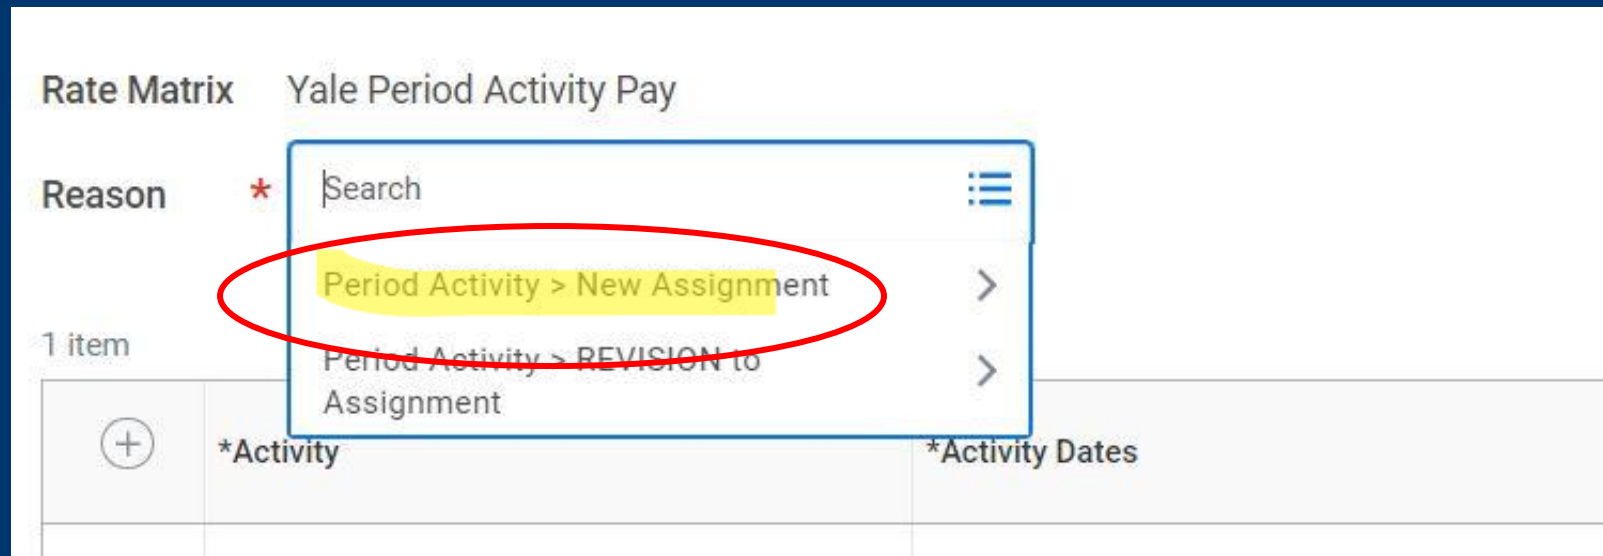 Rate Matrix Yale Period Activity Pay
Reason * Search
Period Activity > New Assignment
Period Activity > REVISION to
Assignment
1 item
*Activity *Activity Dates